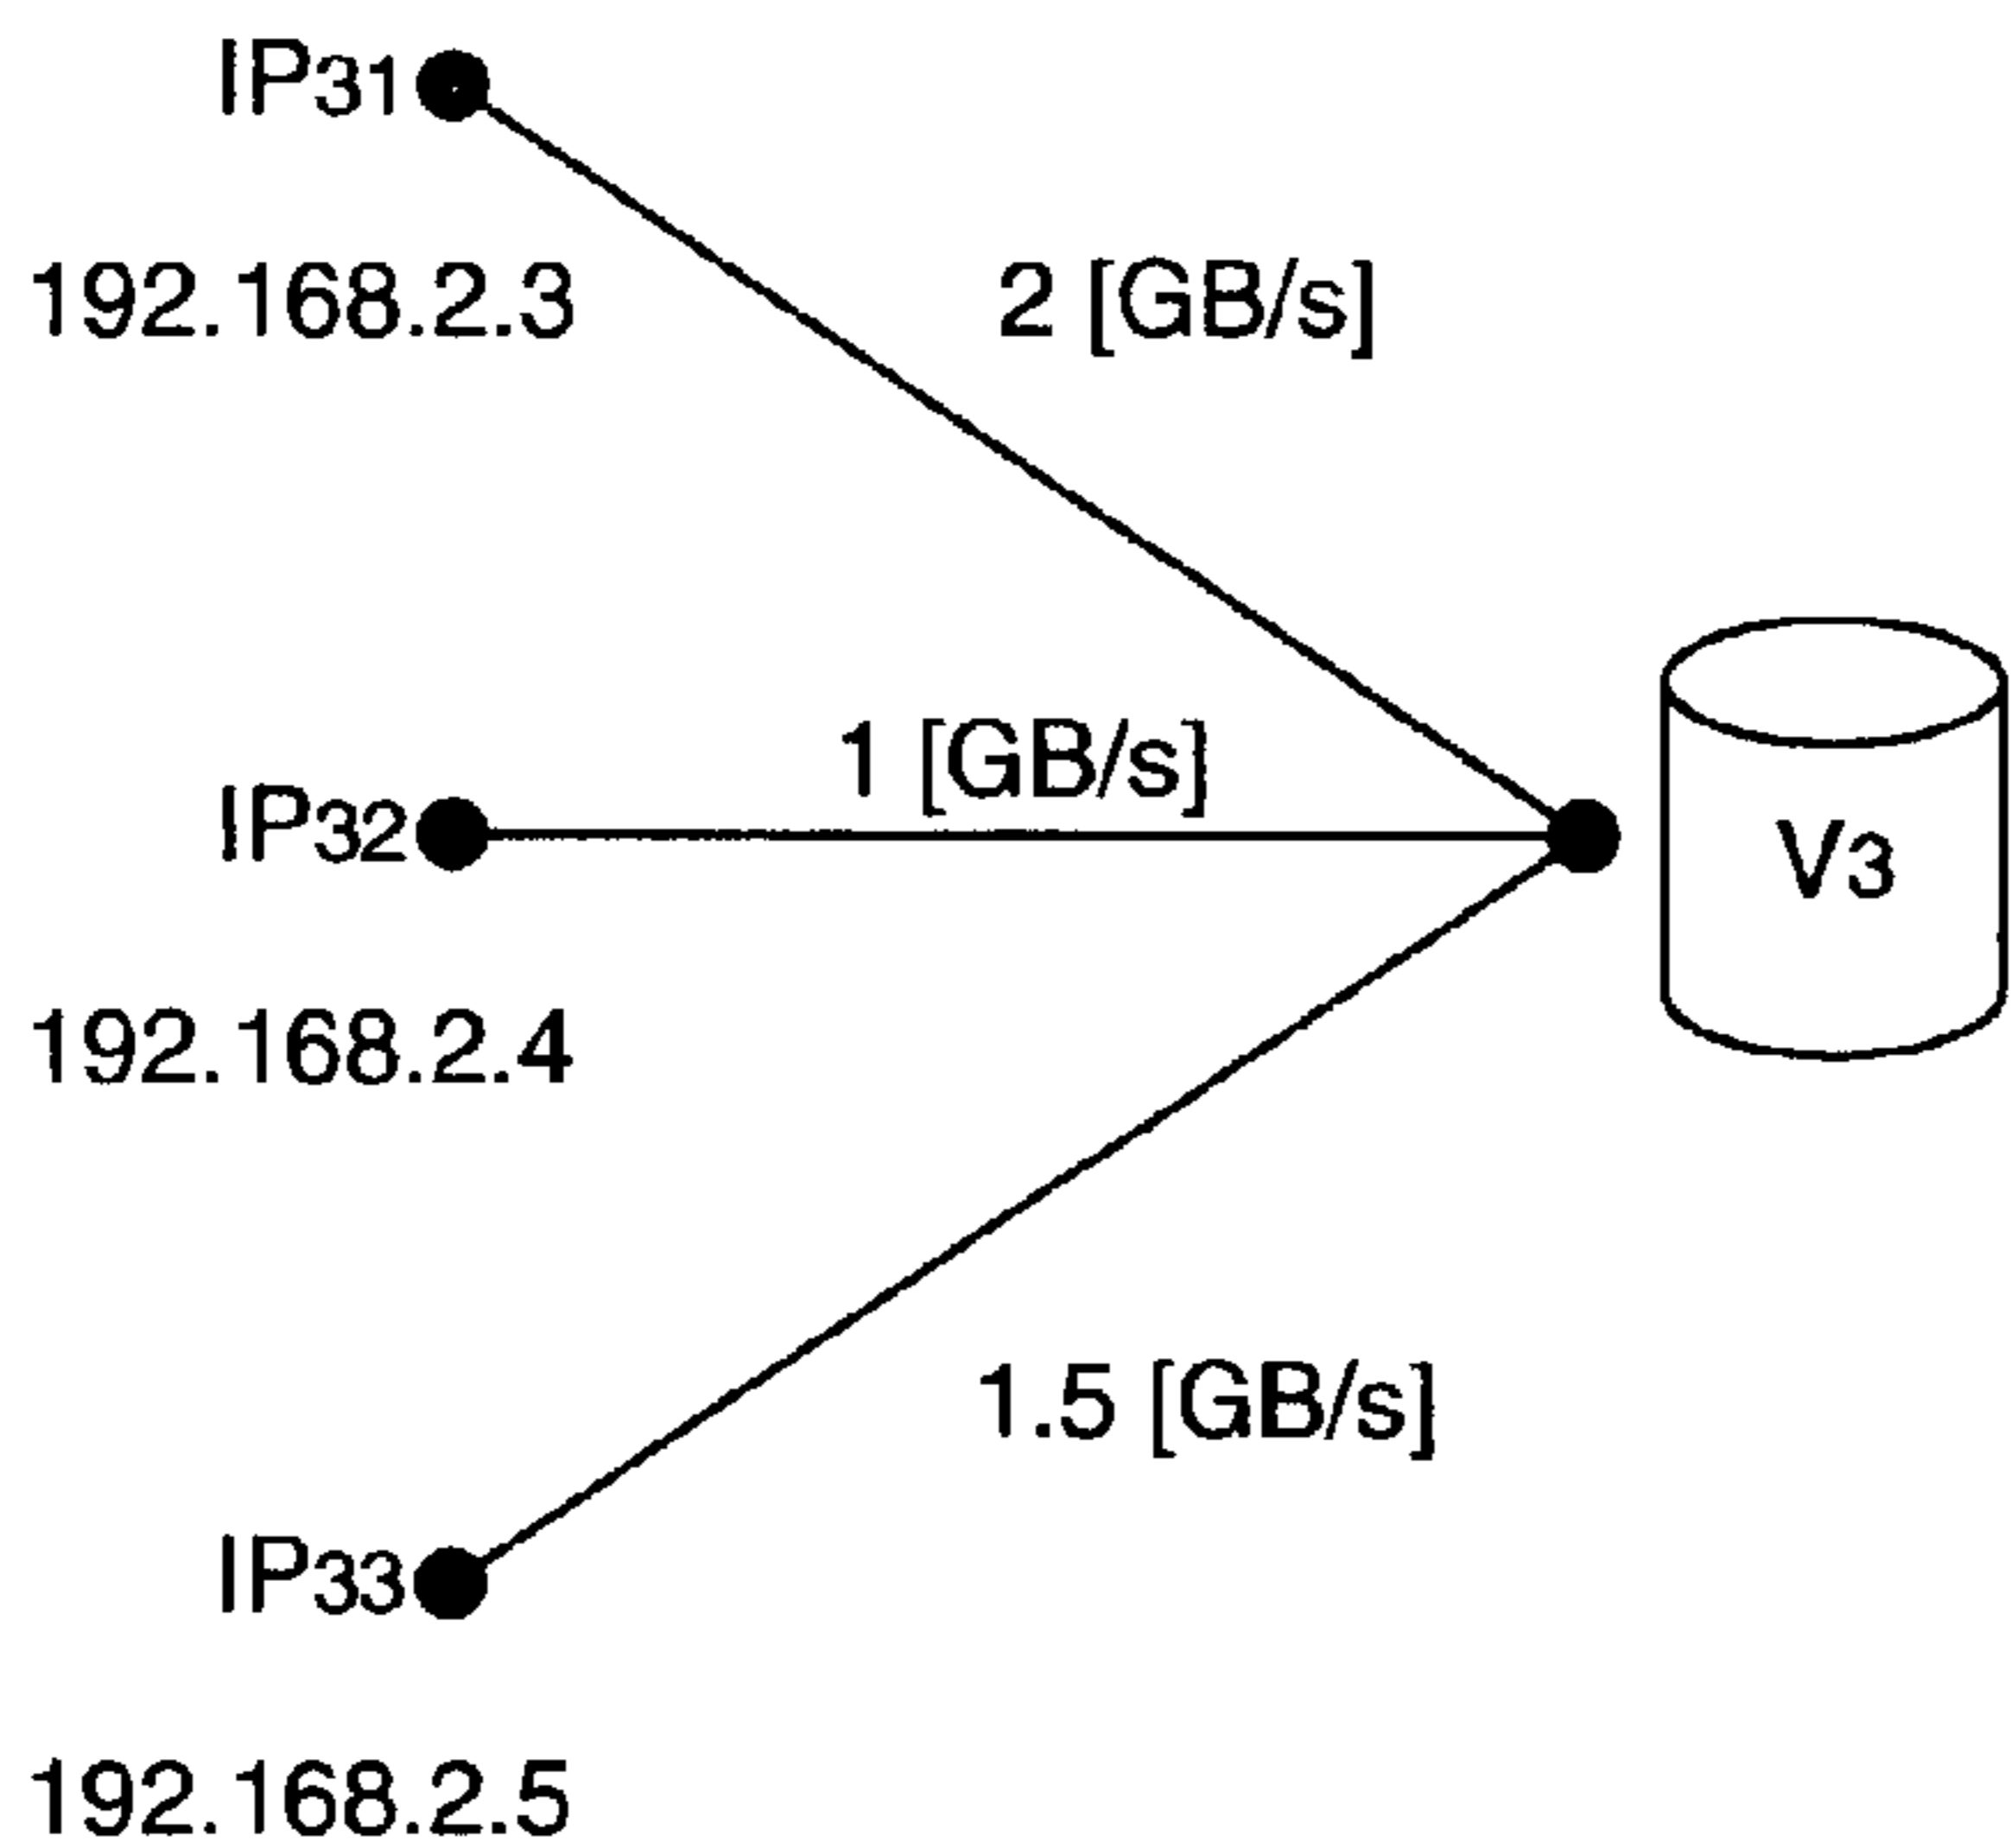 IP31
192.168.2.3
2 [GB/s]
1 [GB/s]
IP32
V3
192.168.2.4
1.5 [GB/s]
IP33
192.168.2.5